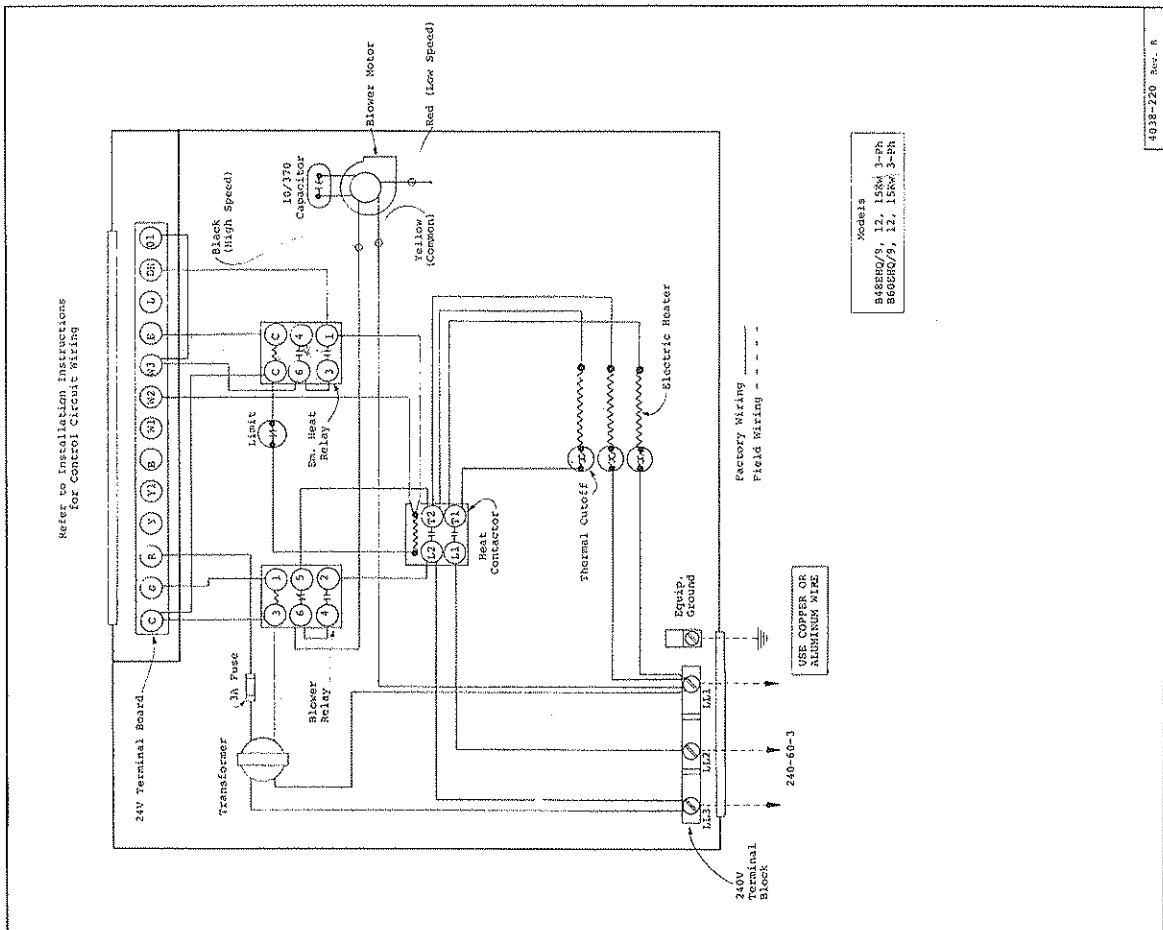 Refer to Installation Instructions
for Control Circuit Wiring
24V Terminal Board
C
G
R
Y
W2
E
L
3A Fuse
Transformer
Blower
Relay
3
1
6
5
4
2
Limit
Em. Heat
Relay
C
C
6
4
3
1
Black
(High Speed)
10/370
Capacitor
Blower Motor
Red (Low Speed)
Yellow
(Common)
L2
T2
L1
T1
Heat
Contactor
Thermal Cutoff
Electric Heater
Factory Wiring
Field Wiring - - - - -
Equip.
Ground
LL3
LL2
LL1
240V
Terminal
Block
240-60-3
USE COPPER OR
ALUMINUM WIRE
Models
B48EHQ/9, 12, 15KW 3-Ph
B60EHQ/9, 12, 15KW 3-Ph
4038-220 Rev.